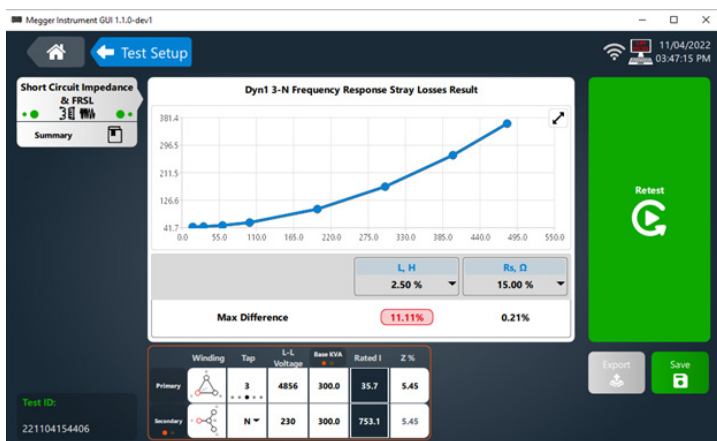 Megger Instrument GUI 1.1.0-dev1
Test Setup
11/04/2022
03:47:15 PM
Short Circuit Impedance
& FRSL
Summary
Dyn1 3-N Frequency Response Stray Losses Result
381.4
296.5
211.5
126.6
41.7
0.0 55.0 110.0 165.0 220.0 275.0 330.0 385.0 440.0 495.0 550.0
L, H Rs, Ω
2.50 % 15.00 %
Max Difference 11.11% 0.21%
Retest
Winding Tap L-L Voltage Base KVA Rated I Z %
Primary 3 4856 300.0 35.7 5.45
Secondary N 230 300.0 753.1 5.45
Export
Save
Test ID:
221104154406